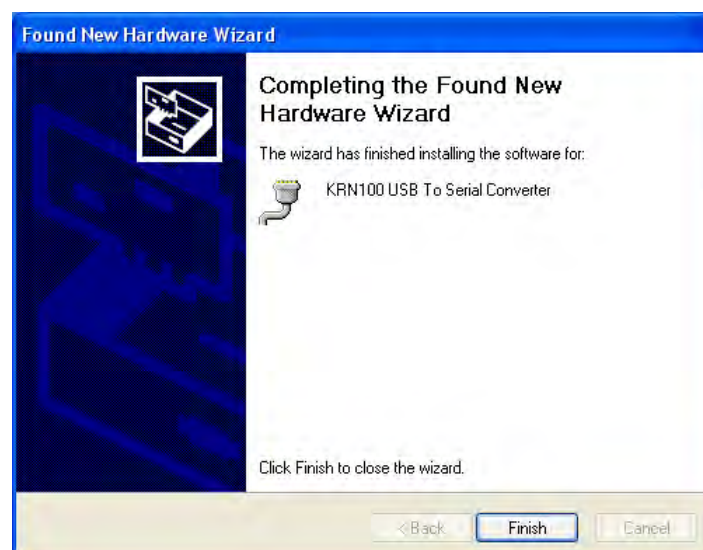 Found New Hardware Wizard
Completing the Found New
Hardware Wizard
The wizard has finished installing the software for:
KRN100 USB To Serial Converter
Click Finish to close the wizard.
<Back
Finish
Cancel